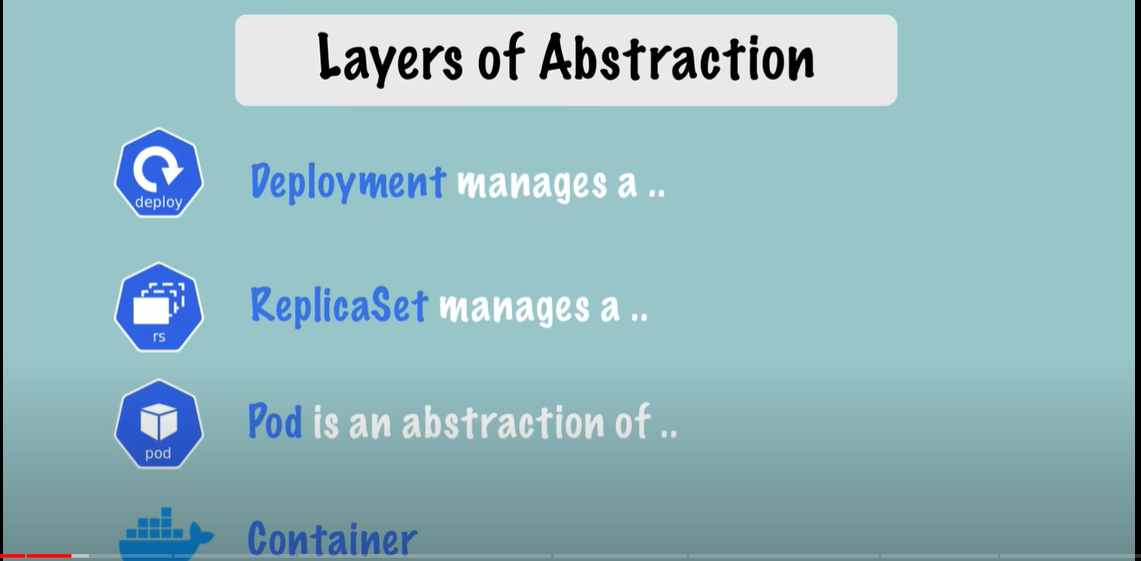 Layers of Abstraction
deploy
Deployment manages a ..
rs
ReplicaSet manages a ..
pod
Pod is an abstraction of ..
Container